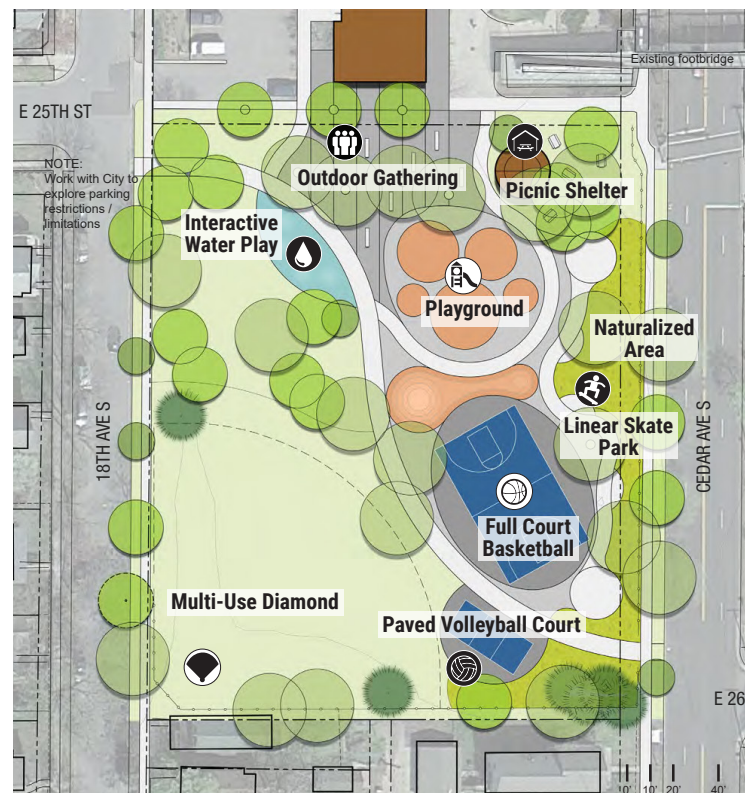 Existing footbridge
E 25TH ST
NOTE:
Work with City to
explore parking
restrictions /
limitations
Outdoor Gathering
Picnic Shelter
Interactive
Water Play
Playground
Naturalized
Area
Linear Skate
Park
18TH AVE S
CEDAR AVE S
Full Court
Basketball
Multi-Use Diamond
Paved Volleyball Court
E 26
0' 10' 20' 40'